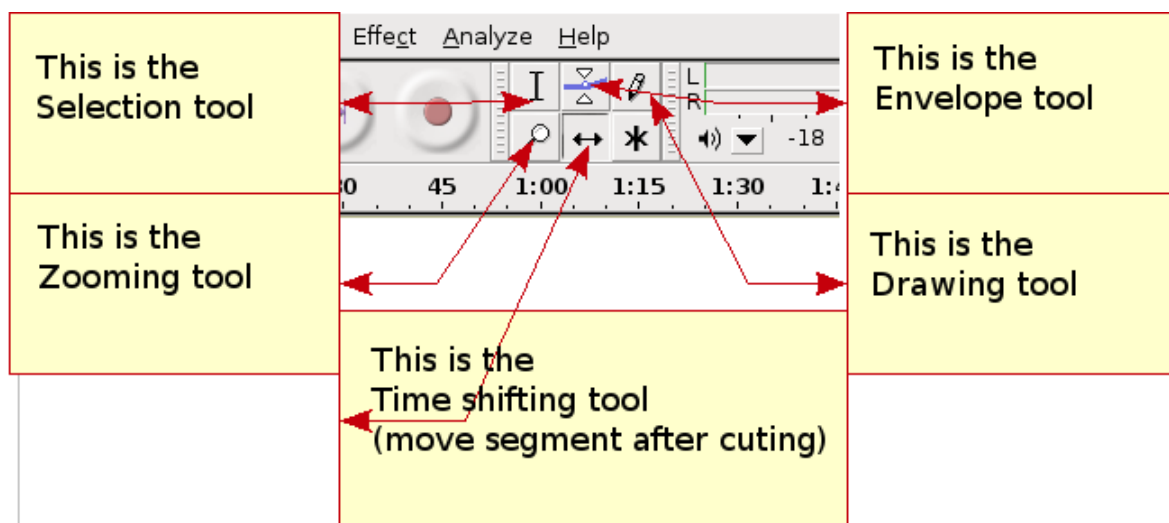 This is the
Selection tool
Effect Analyze Help
This is the
Envelope tool
L
R
-18
45 1:00 1:15 1:30
This is the
Zooming tool
This is the
Drawing tool
This is the
Time shifting tool
(move segment after cuting)